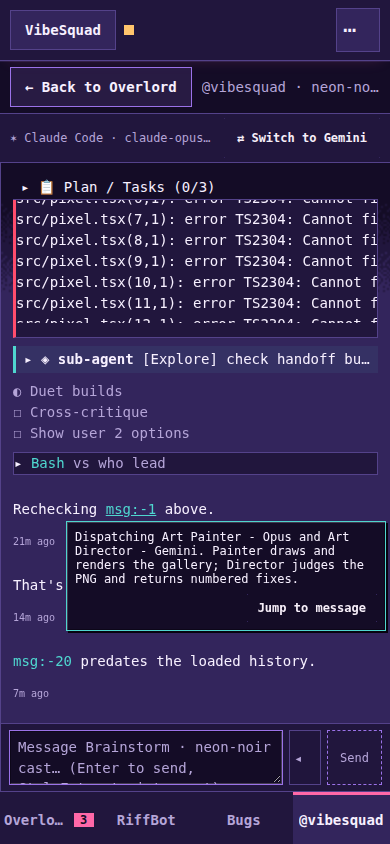 VibeSquad
…
← Back to Overlord
@vibesquad · neon-no…
✶ Claude Code · claude-opus…
⇄ Switch to Gemini
▸ 📋 Plan / Tasks (0/3)
src/pixel.tsx(7,1): error TS2304: Cannot fi
src/pixel.tsx(8,1): error TS2304: Cannot fi
src/pixel.tsx(9,1): error TS2304: Cannot fi
src/pixel.tsx(10,1): error TS2304: Cannot f
src/pixel.tsx(11,1): error TS2304: Cannot f
▸ ◈ sub-agent [Explore] check handoff bu…
◐ Duet builds
☐ Cross-critique
☐ Show user 2 options
▸ Bash vs who lead
Rechecking msg:-1 above.
21m ago
Dispatching Art Painter - Opus and Art
Director - Gemini. Painter draws and
renders the gallery; Director judges the
PNG and returns numbered fixes.
Jump to message
That's
14m ago
msg:-20 predates the loaded history.
7m ago
Message Brainstorm · neon-noir
cast… (Enter to send,
◂
Send
Overlo… 3
RiffBot
Bugs
@vibesquad